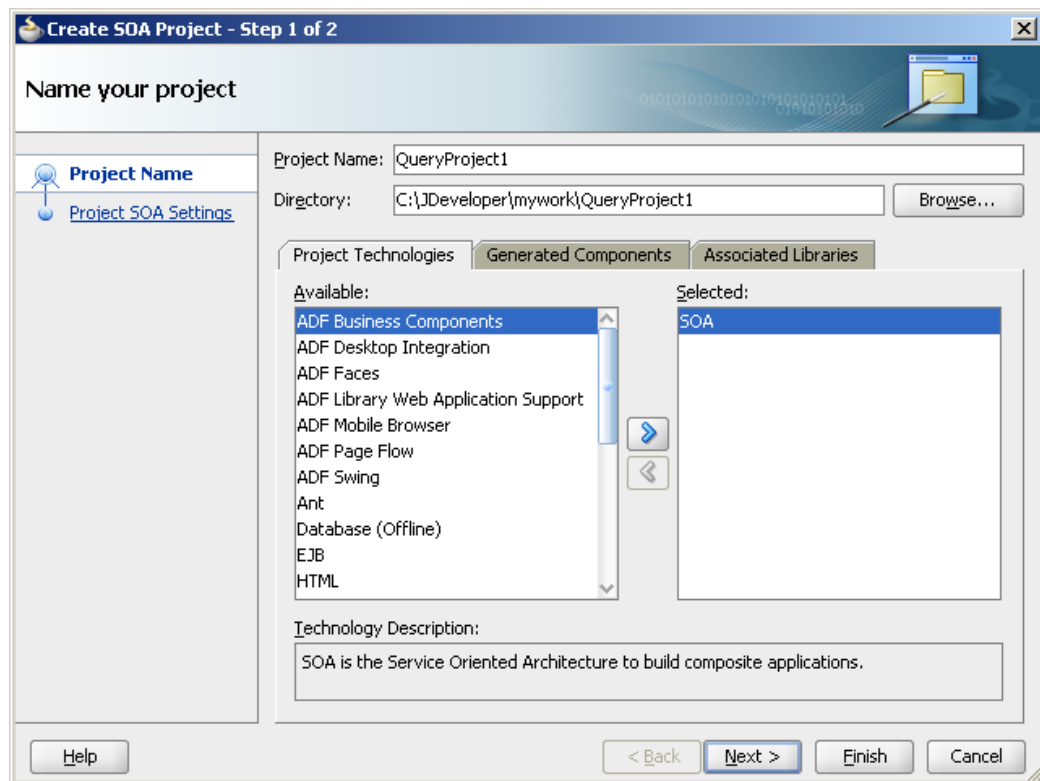 Create SOA Project - Step 1 of 2
Name your project
010101010101010101010101
01010101010
Project Name
Project SOA Settings
Project Name: QueryProject1
Directory: C:\JDeveloper\mywork\QueryProject1 Browse...
Project Technologies Generated Components Associated Libraries
Available: Selected:
ADF Business Components SOA
ADF Desktop Integration
ADF Faces
ADF Library Web Application Support
ADF Mobile Browser
ADF Page Flow
ADF Swing
Ant
Database (Offline)
EJB
HTML
Technology Description:
SOA is the Service Oriented Architecture to build composite applications.
Help < Back Next > Finish Cancel